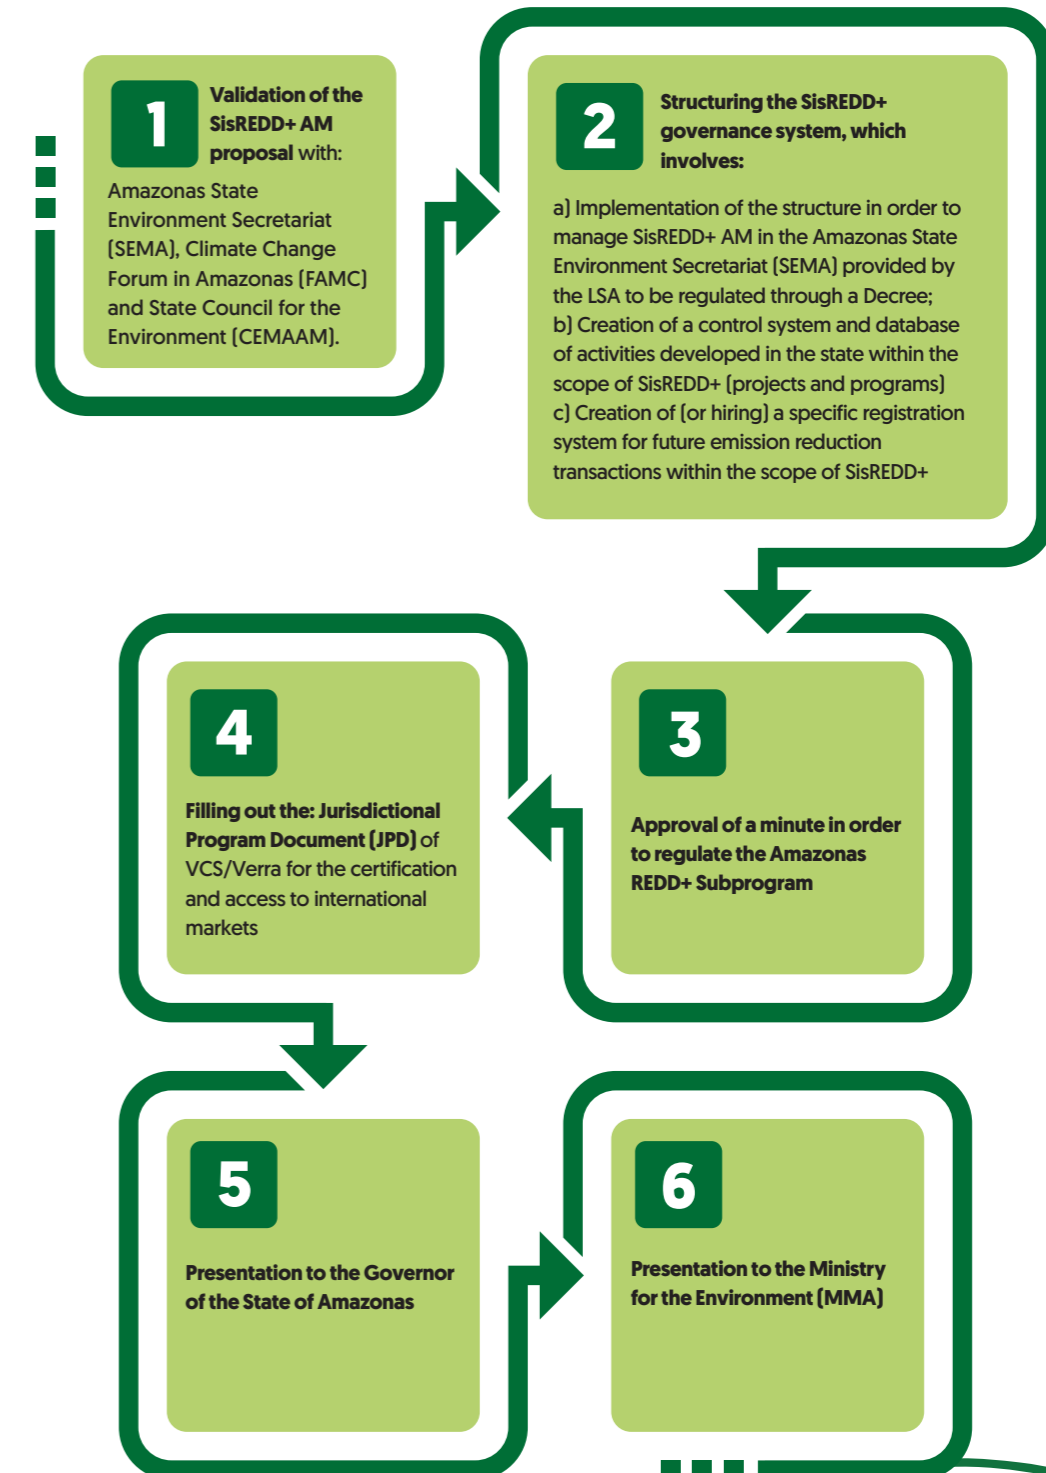 1
Validation of the
SisREDD+ AM
proposal with:
Amazonas State
Environment Secretariat
(SEMA), Climate Change
Forum in Amazonas (FAMC)
and State Council for the
Environment (CEMAAM).
2
Structuring the SisREDD+
governance system, which
involves:
a) Implementation of the structure in order to
manage SisREDD+ AM in the Amazonas State
Environment Secretariat (SEMA) provided by
the LSA to be regulated through a Decree;
b) Creation of a control system and database
of activities developed in the state within the
scope of SisREDD+ (projects and programs)
c) Creation of (or hiring) a specific registration
system for future emission reduction
transactions within the scope of SisREDD+
3
Approval of a minute in order
to regulate the Amazonas
REDD+ Subprogram
4
Filling out the: Jurisdictional
Program Document (JPD) of
VCS/Verra for the certification
and access to international
markets
5
Presentation to the Governor
of the State of Amazonas
6
Presentation to the Ministry
for the Environment (MMA)